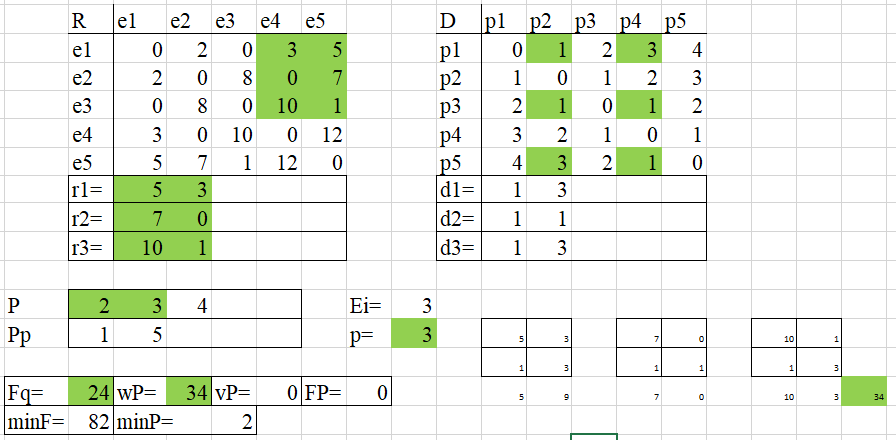 R e1 e2 e3 e4 e5 D p1 p2 p3 p4 p5
e1 0 2 0 3 5 p1 0 1 2 3 4
e2 2 0 8 0 7 p2 1 0 1 2 3
e3 0 8 0 10 1 p3 2 1 0 1 2
e4 3 0 10 0 12 p4 3 2 1 0 1
e5 5 7 1 12 0 p5 4 3 2 1 0
r1= 5 3 d1= 1 3
r2= 7 0 d2= 1 1
r3= 10 1 d3= 1 3
P 2 3 4 Ei= 3
Pp 1 5 p= 3 5 3 7 0 10 1
1 3 1 1 1 3
Fq= 24 wP= 34 vP= 0 FP= 0 5 9 7 0 10 3 34
minF= 82 minP= 2